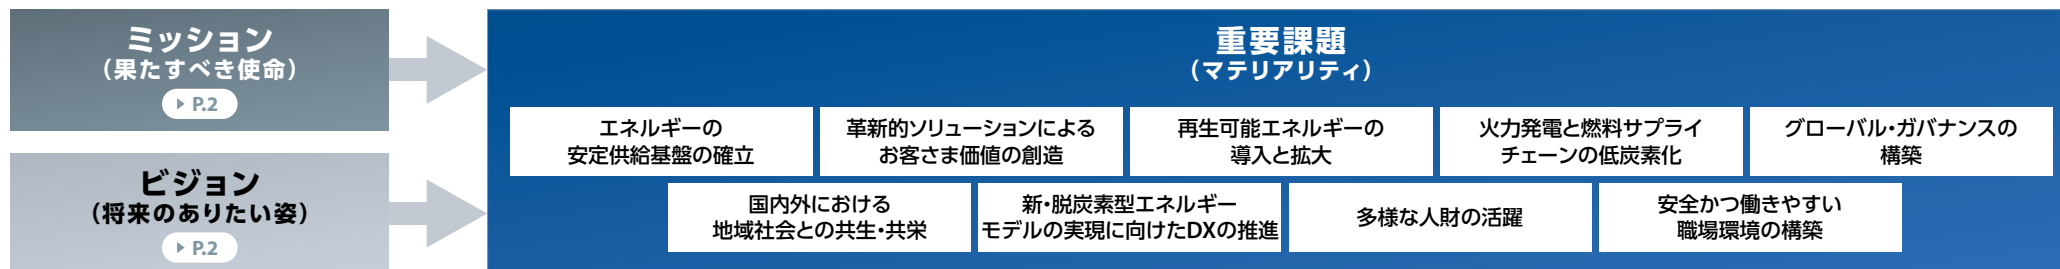 ミッション
（果たすべき使命）
P.2
ビジョン
（将来のありたい姿）
P.2
重要課題
（マテリアリティ）
エネルギーの
安定供給基盤の確立
革新的ソリューションによる
お客さま価値の創造
再生可能エネルギーの
導入と拡大
火力発電と燃料サプライ
チェーンの低炭素化
グローバル・ガバナンスの
構築
国内外における
地域社会との共生・共栄
新・脱炭素型エネルギー
モデルの実現に向けたDXの推進
多様な人財の活躍
安全かつ働きやすい
職場環境の構築